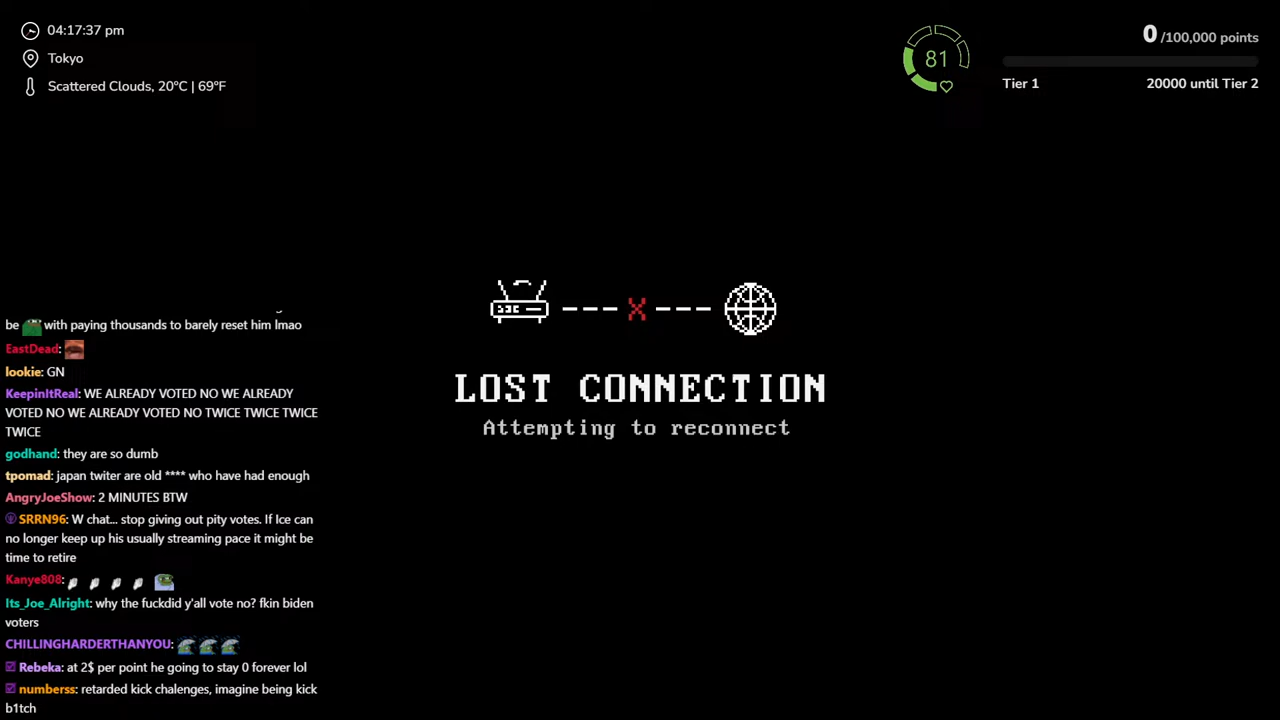 04:17:37 pm
Tokyo
Scattered Clouds, 20°C | 69°F
81
0 /100,000 points
Tier 1
20000 until Tier 2
LOST CONNECTION
Attempting to reconnect
be with paying thousands to barely reset him lmao
EastDead:
lookie: GN
KeepinItReal: WE ALREADY VOTED NO WE ALREADY
VOTED NO WE ALREADY VOTED NO TWICE TWICE TWICE
TWICE
godhand: they are so dumb
tpomad: japan twiter are old **** who have had enough
AngryJoeShow: 2 MINUTES BTW
SRRN96: W chat... stop giving out pity votes. If Ice can
no longer keep up his usually streaming pace it might be
time to retire
Kanye808:
Its_Joe_Alright: why the fuckdid y'all vote no? fkin biden
voters
CHILLINGHARDERTHANYOU:
Rebeka: at 2$ per point he going to stay 0 forever lol
numberss: retarded kick chalenges, imagine being kick
b1tch